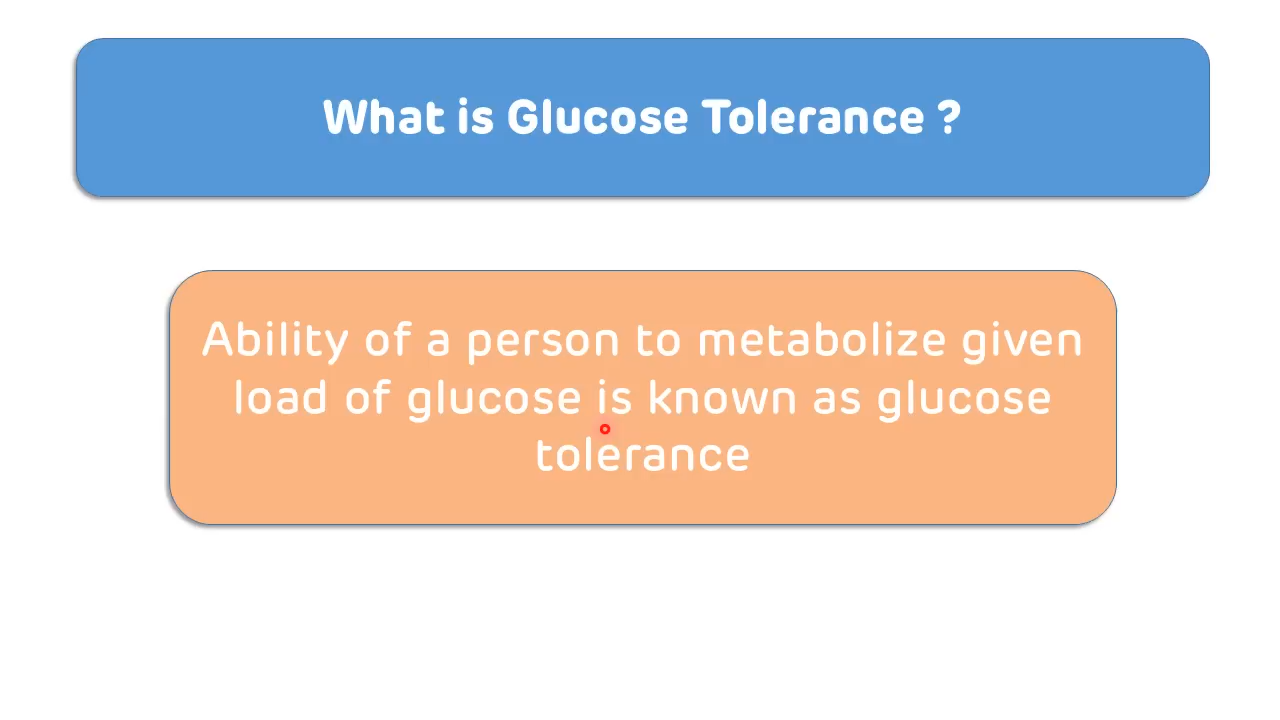 What is Glucose Tolerance ?
Ability of a person to metabolize given
load of glucose is known as glucose
tolerance